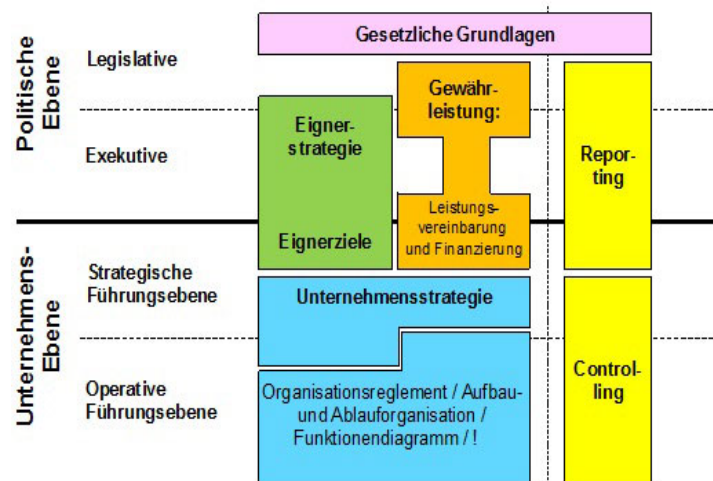 Politische
Ebene
Unternehmens-
Ebene
Legislative
Exekutive
Strategische
Führungsebene
Operative
Führungsebene
Gesetzliche Grundlagen
Eigner-
strategie
Eignerziele
Gewähr-
leistung:
Leistungs-
vereinbarung
und Finanzierung
Repor-
ting
Unternehmensstrategie
Organisationsreglement / Aufbau-
und Ablauforganisation /
Funktionendiagramm / !
Control-
ling